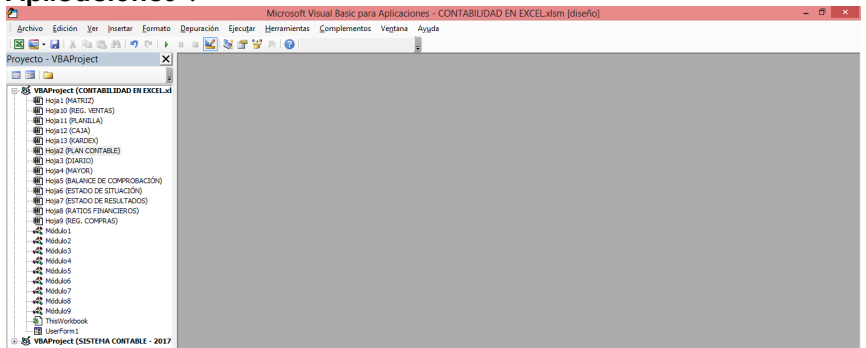 Microsoft Visual Basic para Aplicaciones - CONTABILIDAD EN EXCEL.xlsm [diseño]
Archivo Edición Ver Insertar Formato Depuración Ejecutar Herramientas Complementos Ventana Ayuda
Proyecto - VBAProject
VBAProject (CONTABILIDAD EN EXCEL.xl
Hoja1 (MATRIZ)
Hoja10 (REG. VENTAS)
Hoja11 (PLANILLA)
Hoja12 (CAJA)
Hoja13 (KARDEX)
Hoja2 (PLAN CONTABLE)
Hoja3 (DIARIO)
Hoja4 (MAYOR)
Hoja5 (BALANCE DE COMPROBACIÓN)
Hoja6 (ESTADO DE SITUACIÓN)
Hoja7 (ESTADO DE RESULTADOS)
Hoja8 (RATIOS FINANCIEROS)
Hoja9 (REG. COMPRAS)
Módulo1
Módulo2
Módulo3
Módulo4
Módulo5
Módulo6
Módulo7
Módulo8
Módulo9
ThisWorkbook
UserForm1
VBAProject (SISTEMA CONTABLE - 2017